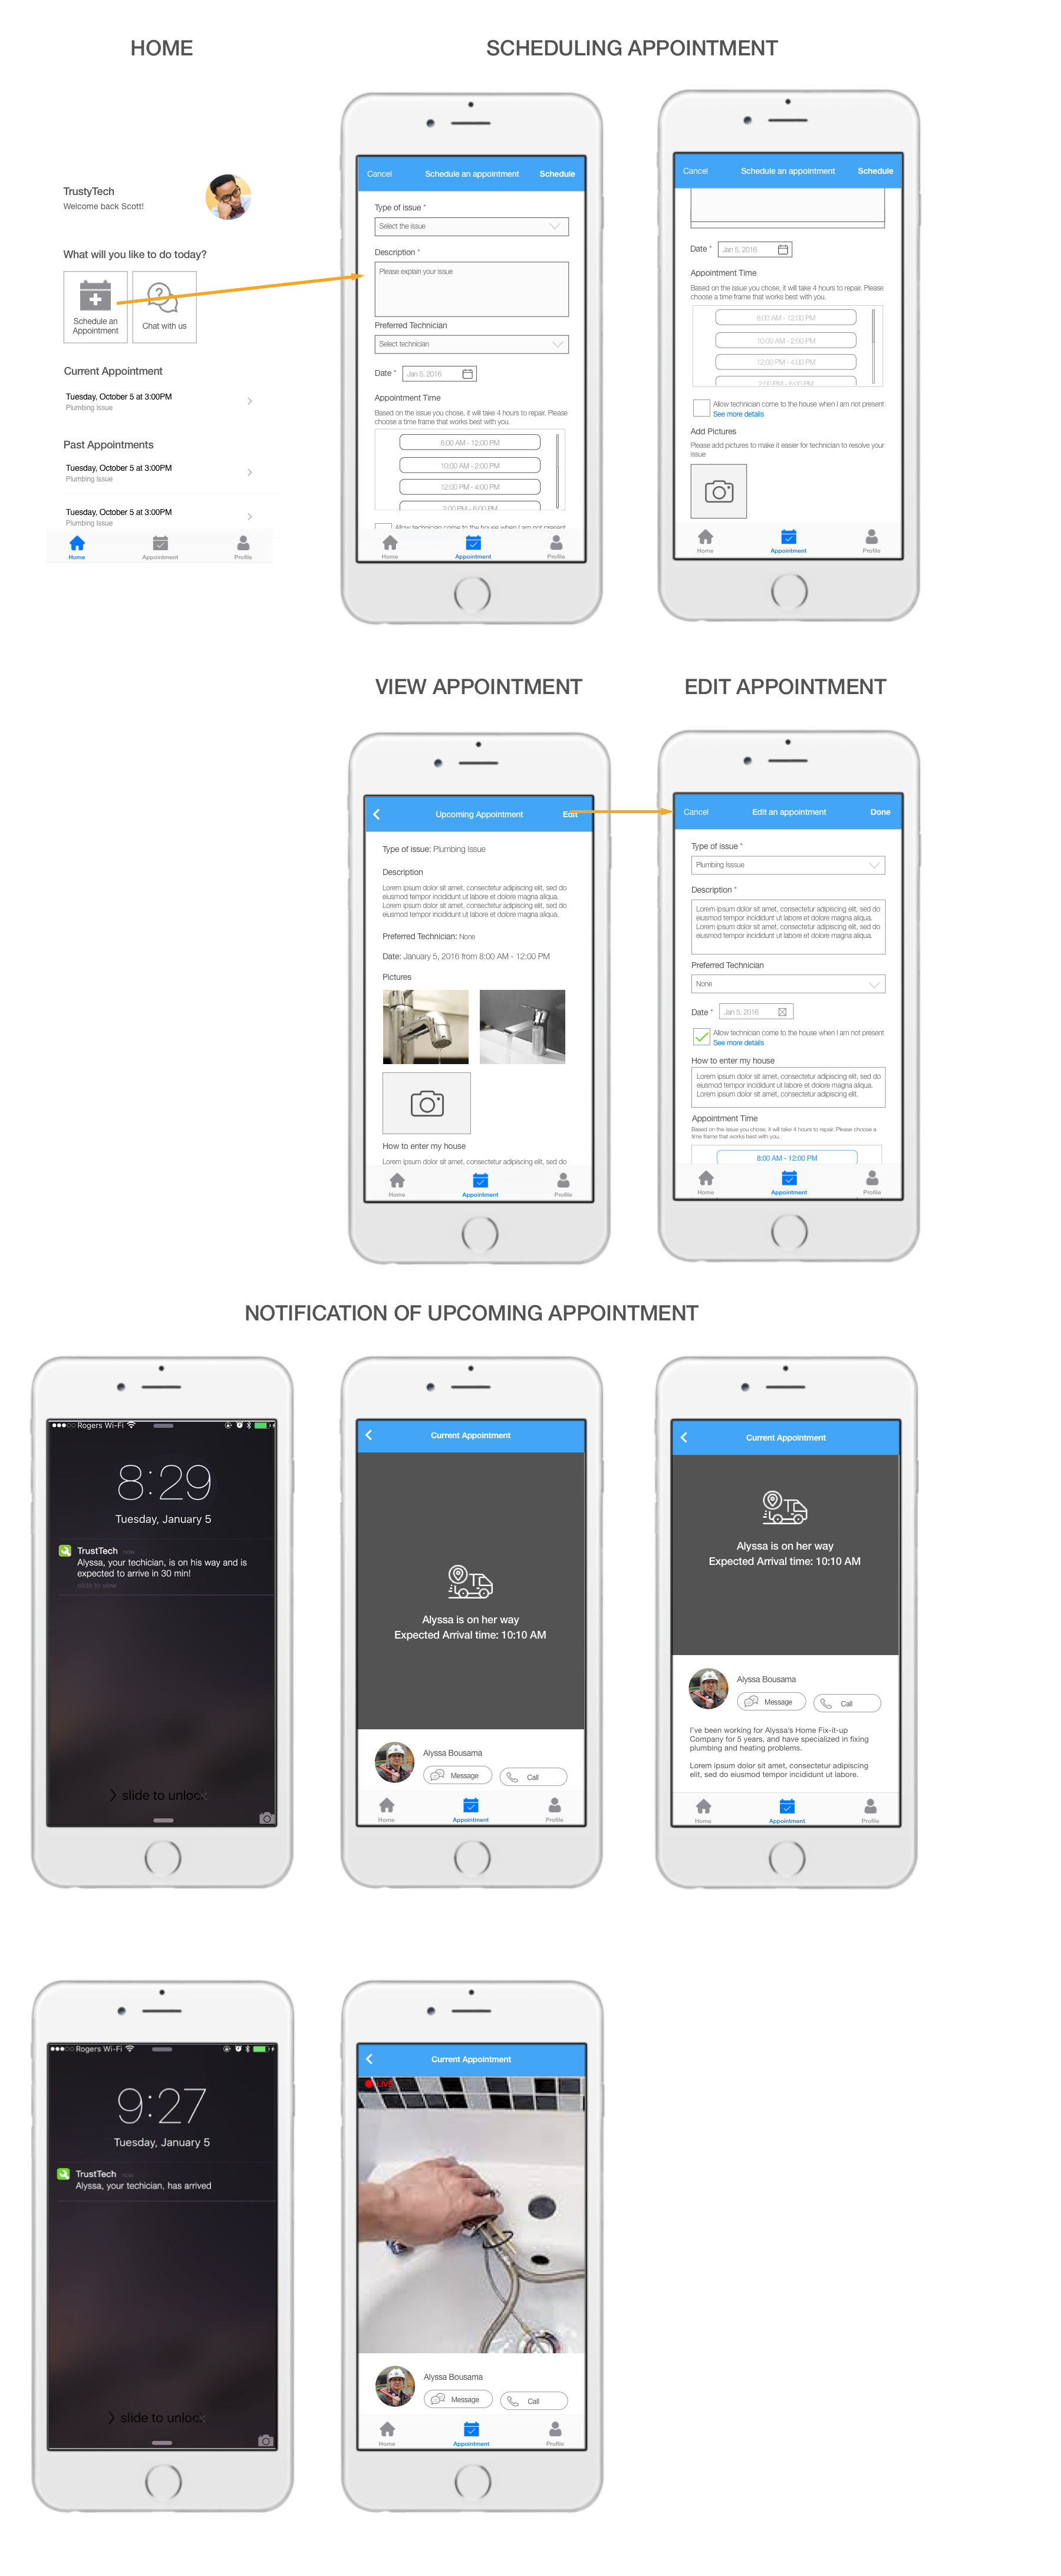 HOME
SCHEDULING APPOINTMENT
TrustyTech
Welcome back Scott!
What will you like to do today?
Schedule an
Appointment
Chat with us
Current Appointment
Tuesday, October 5 at 3:00PM
Plumbing Issue
Past Appointments
Tuesday, October 5 at 3:00PM
Plumbing Issue
Tuesday, October 5 at 3:00PM
Plumbing Issue
Home
Appointment
Profile
Cancel
Schedule an appointment
Schedule
Type of issue *
Select the issue
Description *
Please explain your issue
Preferred Technician
Select technician
Date *
Jan 5, 2016
Appointment Time
Based on the issue you chose, it will take 4 hours to repair. Please
choose a time frame that works best with you.
8:00 AM - 12:00 PM
10:00 AM - 2:00 PM
12:00 PM - 4:00 PM
2:00 PM - 6:00 PM
Allow technician come to the house when I am not present
Home
Appointment
Profile
Cancel
Schedule an appointment
Schedule
Date *
Jan 5, 2016
Appointment Time
Based on the issue you chose, it will take 4 hours to repair. Please
choose a time frame that works best with you.
8:00 AM - 12:00 PM
10:00 AM - 2:00 PM
12:00 PM - 4:00 PM
2:00 PM - 6:00 PM
Allow technician come to the house when I am not present
See more details
Add Pictures
Please add pictures to make it easier for technician to resolve your
issue
Home
Appointment
Profile
VIEW APPOINTMENT
EDIT APPOINTMENT
Upcoming Appointment
Edit
Type of issue: Plumbing Issue
Description
Lorem ipsum dolor sit amet, consectetur adipiscing elit, sed do
eiusmod tempor incididunt ut labore et dolore magna aliqua.
Lorem ipsum dolor sit amet, consectetur adipiscing elit, sed do
eiusmod tempor incididunt ut labore et dolore magna aliqua.
Preferred Technician: None
Date: January 5, 2016 from 8:00 AM - 12:00 PM
Pictures
How to enter my house
Lorem ipsum dolor sit amet, consectetur adipiscing elit, sed do
Home
Appointment
Profile
Cancel
Edit an appointment
Done
Type of issue *
Plumbing Isssue
Description *
Lorem ipsum dolor sit amet, consectetur adipiscing elit, sed do
eiusmod tempor incididunt ut labore et dolore magna aliqua.
Lorem ipsum dolor sit amet, consectetur adipiscing elit, sed do
eiusmod tempor incididunt ut labore et dolore magna aliqua.
Preferred Technician
None
Date *
Jan 5, 2016
Allow technician come to the house when I am not present
See more details
How to enter my house
Lorem ipsum dolor sit amet, consectetur adipiscing elit, sed do
eiusmod tempor incididunt ut labore et dolore magna aliqua.
Lorem ipsum dolor sit amet, consectetur adipiscing elit.
Appointment Time
Based on the issue you chose, it will take 4 hours to repair. Please choose a
time frame that works best with you.
8:00 AM - 12:00 PM
Home
Appointment
Profile
NOTIFICATION OF UPCOMING APPOINTMENT
Rogers Wi-Fi
8:29
Tuesday, January 5
TrustTech now
Alyssa, your techician, is on his way and is
expected to arrive in 30 min!
slide to view
slide to unlock
Current Appointment
Alyssa is on her way
Expected Arrival time: 10:10 AM
Alyssa Bousama
Message
Call
Home
Appointment
Profile
Current Appointment
Alyssa is on her way
Expected Arrival time: 10:10 AM
Alyssa Bousama
Message
Call
I've been working for Alyssa's Home Fix-it-up
Company for 5 years, and have specialized in fixing
plumbing and heating problems.
Lorem ipsum dolor sit amet, consectetur adipiscing
elit, sed do eiusmod tempor incididunt ut labore.
Home
Appointment
Profile
Rogers Wi-Fi
9:27
Tuesday, January 5
TrustTech now
Alyssa, your techician, has arrived
slide to unlock
Current Appointment
LIVE
Alyssa Bousama
Message
Call
Home
Appointment
Profile